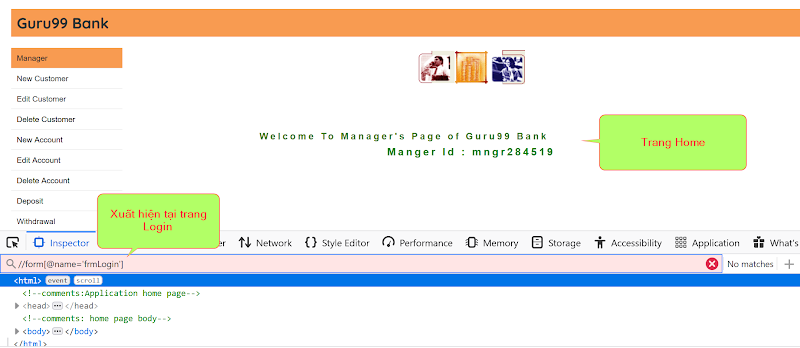 Guru99 Bank
Manager
New Customer
Edit Customer
Delete Customer
New Account
Edit Account
Delete Account
Deposit
Withdrawal
Welcome To Manager's Page of Guru99 Bank
Manger Id : mngr284519
Trang Home
Xuất hiện tại trang
Login
Inspector
Network
Style Editor
Performance
Memory
Storage
Accessibility
Application
What's
//form[@name='frmLogin']
No matches
<html> event scroll
<!--comments:Application home page-->
<head> ... </head>
<!--comments: home page body-->
<body> ... </body>
</html>